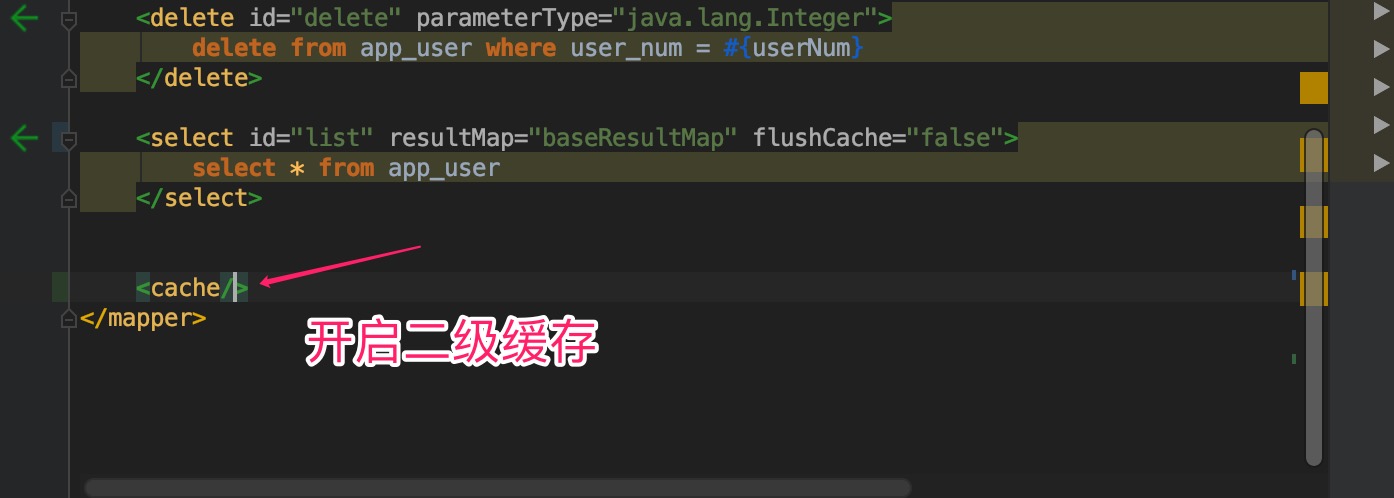 <delete id="delete" parameterType="java.lang.Integer">
delete from app_user where user_num = #{userNum}
</delete>
<select id="list" resultMap="baseResultMap" flushCache="false">
select * from app_user
</select>
<cache/>
</mapper>
开启二级缓存